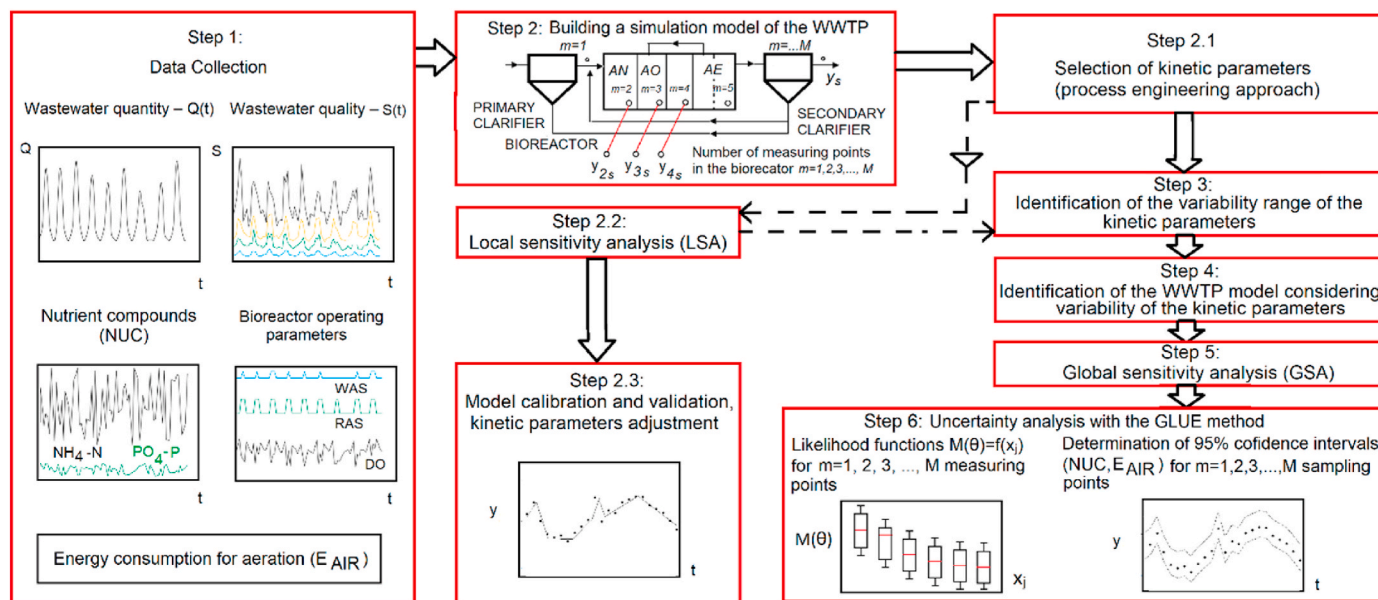 Step 1:
Data Collection
Wastewater quantity – Q(t)
Wastewater quality – S(t)
Q
t
S
t
Nutrient compounds
(NUC)
Bioreactor operating
parameters
NH4 -N
PO4-P
t
WAS
RAS
DO
t
Energy consumption for aeration (E AIR)
Step 2: Building a simulation model of the WWTP
m=1
m=...M
AN
AO
AE
m=2
m=3
m=4
m=5
ys
PRIMARY
CLARIFIER
BIOREACTOR
SECONDARY
CLARIFIER
y2s
y3s
y4s
Number of measuring points
in the biorecator m=1,2,3,..., M
Step 2.1
Selection of kinetic parameters
(process engineering approach)
Step 2.2:
Local sensitivity analysis (LSA)
Step 3:
Identification of the variability range of the
kinetic parameters
Step 4:
Identification of the WWTP model considering
variability of the kinetic parameters
Step 5:
Global sensitivity analysis (GSA)
Step 2.3:
Model calibration and validation,
kinetic parameters adjustment
y
t
Step 6: Uncertainty analysis with the GLUE method
Likelihood functions M(θ)=f(xj)
for m=1, 2, 3, ..., M measuring
points
M(θ)
xj
Determination of 95% cofidence intervals
(NUC,EAIR) for m=1,2,3,...,M sampling
points
y
t